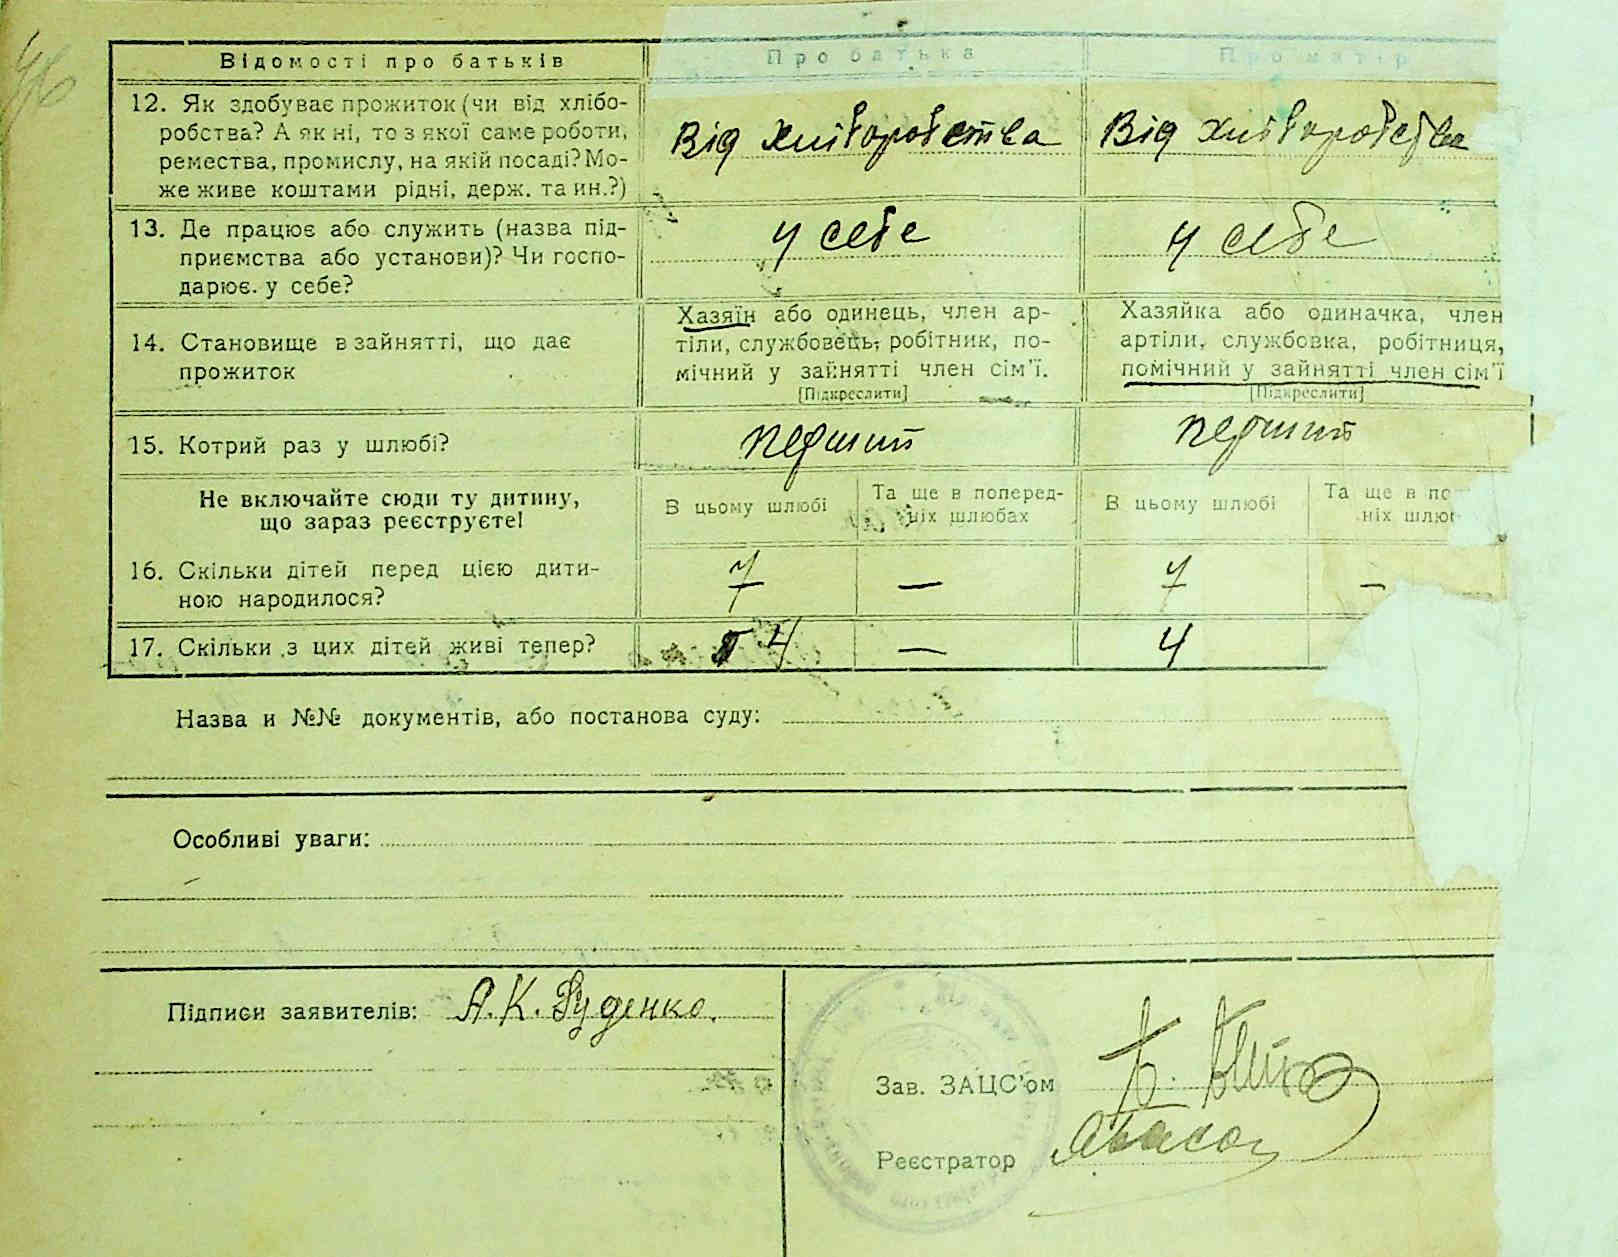 Відомості про батьків
Про батька
Про матір
12. Як здобуває прожиток (чи від хлібо-
робства? А як ні, то з якої саме роботи,
ремества, промислу, на якій посаді? Мо-
же живе коштами рідні, держ. та ин.?)
Від хліборобства
Від хліборобства
13. Де працює або служить (назва під-
приємства або установи)? Чи госпо-
дарює у себе?
у себе
у себе
14. Становище в зайнятті, що дає
прожиток
Хазяїн або одинець, член ар-
тіли, службовець, робітник, по-
мічний у зайнятті член сім'ї.
[Підкреслити]
Хазяйка або одиначка, член
артіли, службовка, робітниця,
помічний у зайнятті член сім'ї
[Підкреслити]
15. Котрий раз у шлюбі?
перший
перший
Не включайте сюди ту дитину,
що зараз реєструєте!
В цьому шлюбі
Та ще в поперед-
ніх шлюбах
В цьому шлюбі
Та ще в по
ніх шлю
16. Скільки дітей перед цією дити-
ною народилося?
7
—
7
—
17. Скільки з цих дітей живі тепер?
4
—
4
Назва и №№ документів, або постанова суду:
Особливі уваги:
Підписи заявителів: А. К. Руденко.
Зав. ЗАЦС'ом
Реєстратор